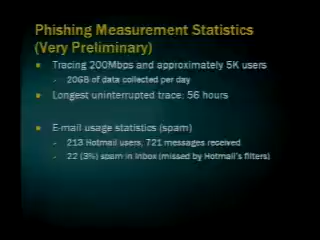 Phishing Measurement Statistics
(Very Preliminary)
Tracing 200Mbps and approximately 5K users
20GB of data collected per day
Longest uninterrupted trace: 56 hours
E-mail usage statistics (spam)
213 Hotmail users, 721 messages received
22 (3%) spam in Inbox (missed by Hotmail's filters)